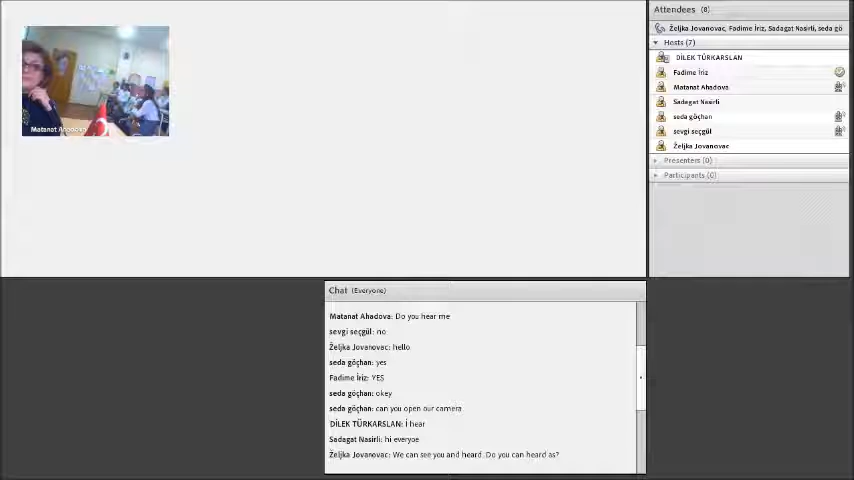 Matanat Ahadova
Attendees (8)
Željka Jovanovac, Fadime İriz, Sadagat Nasirli, seda gö
Hosts (7)
DİLEK TÜRKARSLAN
Fadime İriz
Matanat Ahadova
Sadagat Nasirli
seda göçhan
sevgi seçgül
Željka Jovanovac
Presenters (0)
Participants (0)
Chat (Everyone)
Matanat Ahadova: Do you hear me
sevgi seçgül: no
Željka Jovanovac: hello
seda göçhan: yes
Fadime İriz: YES
seda göçhan: okey
seda göçhan: can you open our camera
DİLEK TÜRKARSLAN: İ hear
Sadagat Nasirli: hi everyoe
Željka Jovanovac: We can see you and heard. Do you can heard as?